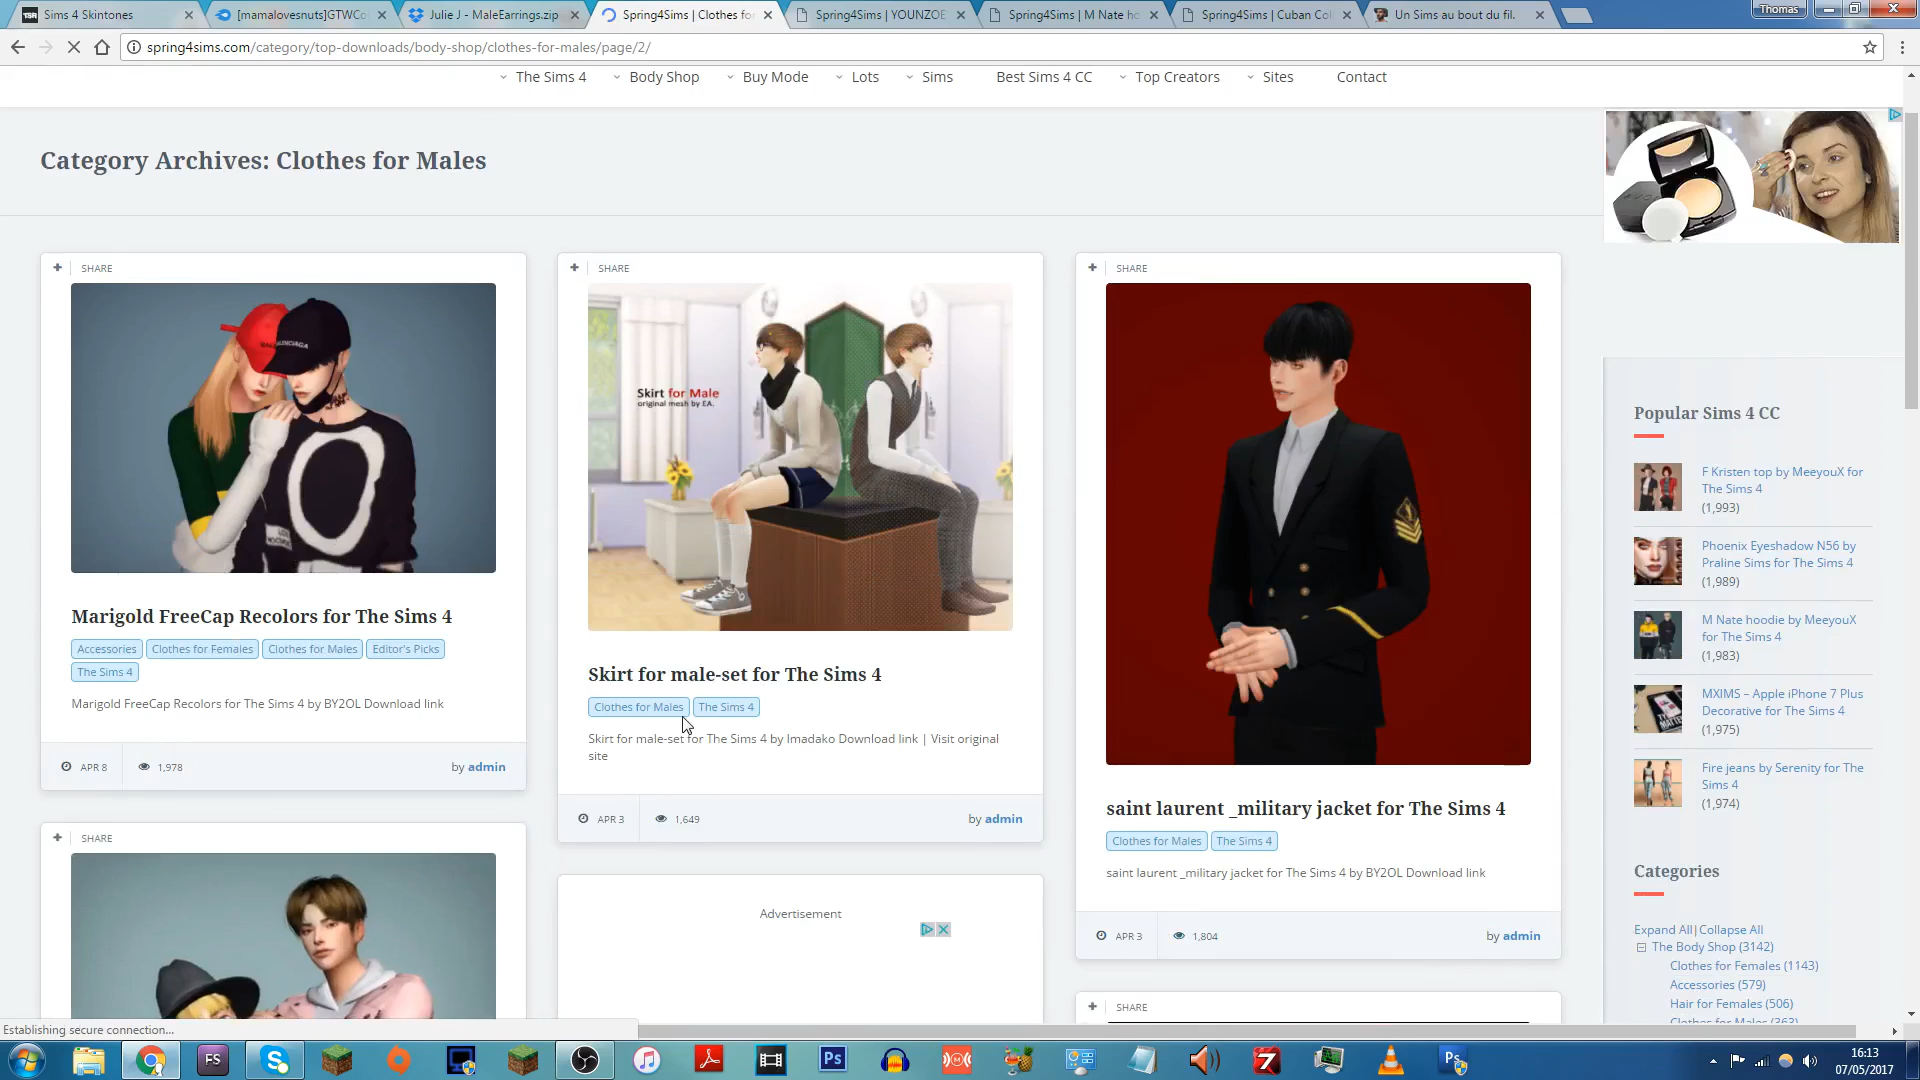 Sims 4 Skintones
[mamalovesnuts]GTWCo
Julie J - MaleEarrings.zip
Spring4Sims | Clothes fo
Spring4Sims | YOUNZOE
Spring4Sims | M Nate ho
Spring4Sims | Cuban Col
Un Sims au bout du fil.
Thomas
spring4sims.com/category/top-downloads/body-shop/clothes-for-males/page/2/
The Sims 4
Body Shop
Buy Mode
Lots
Sims
Best Sims 4 CC
Top Creators
Sites
Contact
Category Archives: Clothes for Males
SHARE
SHARE
SHARE
Skirt for Male
original mesh by EA.
Marigold FreeCap Recolors for The Sims 4
Accessories
Clothes for Females
Clothes for Males
Editor's Picks
The Sims 4
Marigold FreeCap Recolors for The Sims 4 by BY2OL Download link
APR 8
1,978
by admin
Skirt for male-set for The Sims 4
Clothes for Males
The Sims 4
Skirt for male-set for The Sims 4 by Imadako Download link | Visit original
site
APR 3
1,649
by admin
saint laurent _military jacket for The Sims 4
Clothes for Males
The Sims 4
saint laurent _military jacket for The Sims 4 by BY2OL Download link
APR 3
1,804
by admin
SHARE
Advertisement
SHARE
Popular Sims 4 CC
F Kristen top by MeeyouX for
The Sims 4
(1,993)
Phoenix Eyeshadow N56 by
Praline Sims for The Sims 4
(1,989)
M Nate hoodie by MeeyouX
for The Sims 4
(1,983)
MXIMS – Apple iPhone 7 Plus
Decorative for The Sims 4
(1,975)
Fire jeans by Serenity for The
Sims 4
(1,974)
Categories
Expand All|Collapse All
The Body Shop (3142)
Clothes for Females (1143)
Accessories (579)
Hair for Females (506)
Clothes for Males (363)
Establishing secure connection...
16:13
07/05/2017